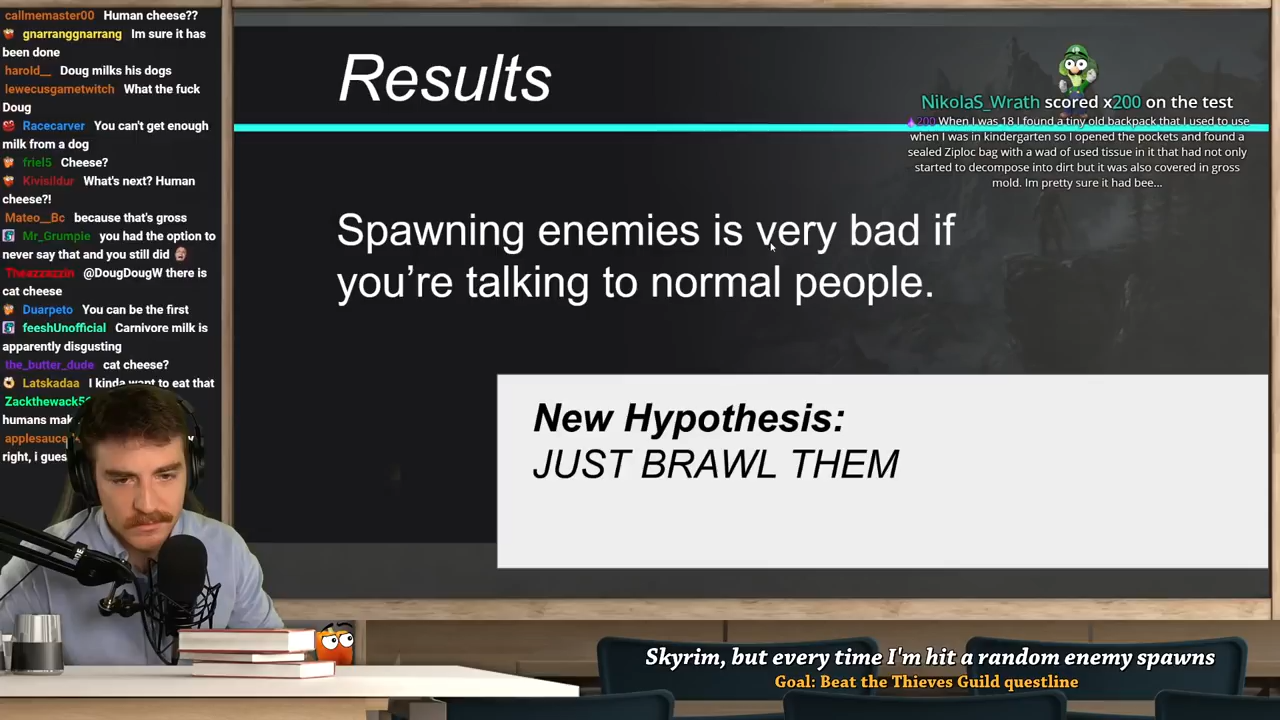 callmemaster00 Human cheese??
gnarranggnarrang Im sure it has
been done
harold__ Doug milks his dogs
lewecusgametwitch What the fuck
Doug
Racecarver You can't get enough
milk from a dog
friel5 Cheese?
Kivisildur What's next? Human
cheese?!
Mateo__Bc because that's gross
Mr_Grumpie you had the option to
never say that and you still did
Theazzazzin @DougDougW there is
cat cheese
Duarpeto You can be the first
feeshUnofficial Carnivore milk is
apparently disgusting
the_butter_dude cat cheese?
Latskadaa I kinda want to eat that
Zackthewack5
humans mak
applesauce
right, i gues
Results
Spawning enemies is very bad if
you're talking to normal people.
New Hypothesis:
JUST BRAWL THEM
NikolaS_Wrath scored x200 on the test
200 When I was 18 I found a tiny old backpack that I used to use
when I was in kindergarten so I opened the pockets and found a
sealed Ziploc bag with a wad of used tissue in it that had not only
started to decompose into dirt but it was also covered in gross
mold. Im pretty sure it had bee...
Skyrim, but every time I'm hit a random enemy spawns
Goal: Beat the Thieves Guild questline